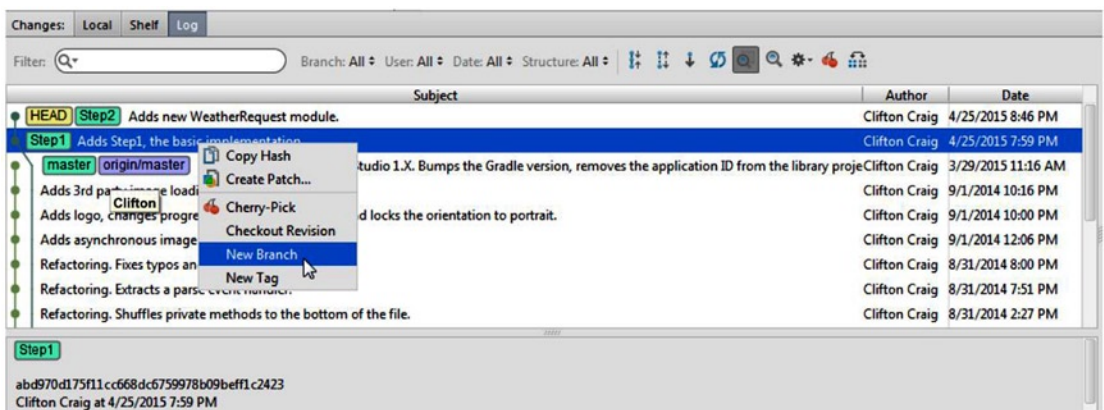 Changes: Local Shelf Log
Filter: Branch: All User: All Date: All Structure: All
Subject Author Date
HEAD Step2 Adds new WeatherRequest module. Clifton Craig 4/25/2015 8:46 PM
Step1 Adds Step1, the basic implementation Clifton Craig 4/25/2015 7:59 PM
master origin/master tudio 1.X. Bumps the Gradle version, removes the application ID from the library proje Clifton Craig 3/29/2015 11:16 AM
Adds 3rd party image loadi Clifton Craig 9/1/2014 10:16 PM
Clifton
Adds logo, changes progre d locks the orientation to portrait. Clifton Craig 9/1/2014 10:00 PM
Adds asynchronous image Clifton Craig 9/1/2014 12:06 PM
Refactoring. Fixes typos an Clifton Craig 8/31/2014 8:00 PM
Refactoring. Extracts a parse event handler. Clifton Craig 8/31/2014 7:51 PM
Refactoring. Shuffles private methods to the bottom of the file. Clifton Craig 8/31/2014 2:27 PM
Copy Hash
Create Patch...
Cherry-Pick
Checkout Revision
New Branch
New Tag
Step1
abd970d175f11cc668dc6759978b09beff1c2423
Clifton Craig at 4/25/2015 7:59 PM